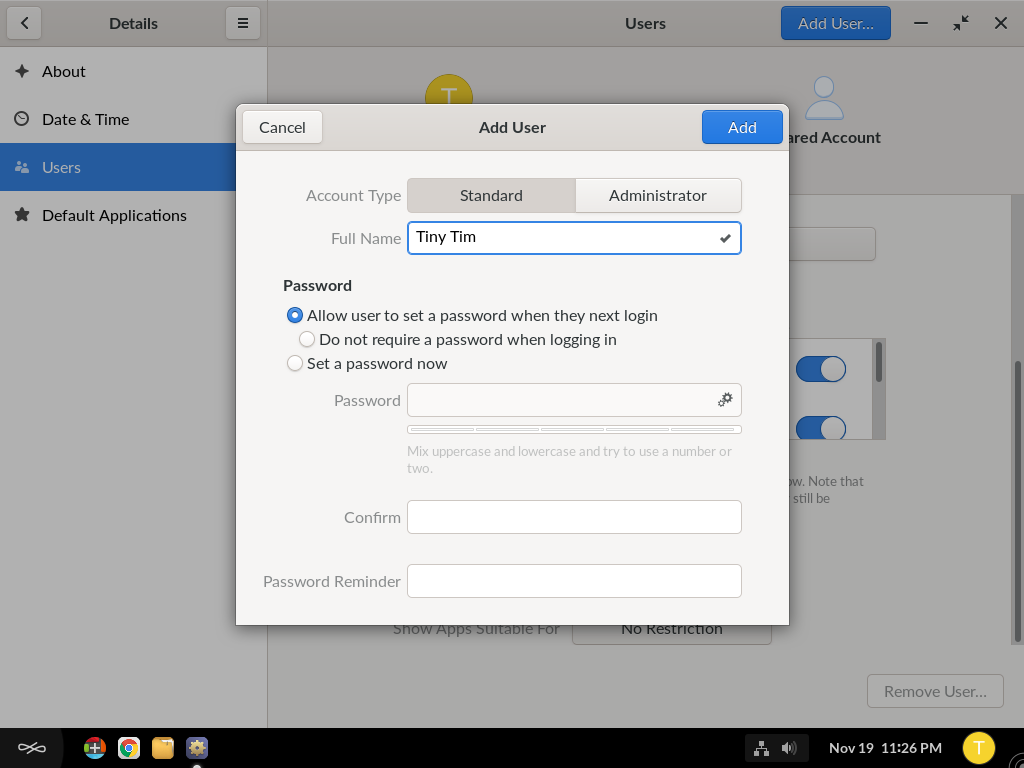 Details
Users
Add User...
About
Date & Time
Users
Default Applications
T
ared Account
Cancel
Add User
Add
Account Type
Standard
Administrator
Full Name
Tiny Tim
Password
Allow user to set a password when they next login
Do not require a password when logging in
Set a password now
Password
Mix uppercase and lowercase and try to use a number or
two.
Confirm
Password Reminder
ow. Note that
still be
Show Apps Suitable For
No Restriction
Remove User...
Nov 19 11:26 PM
T